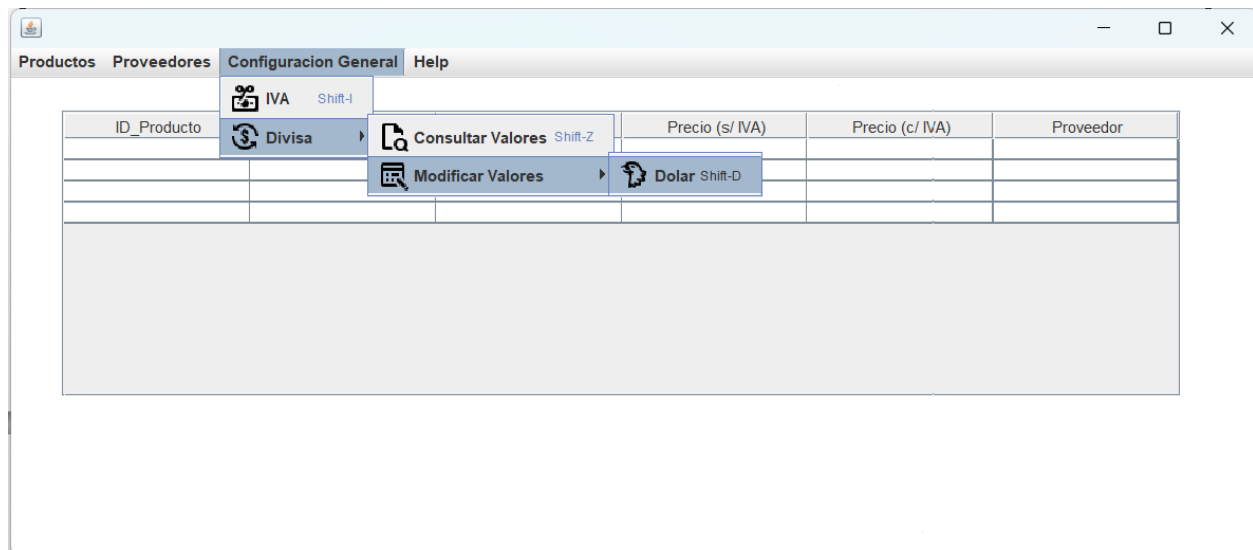 Productos Proveedores Configuracion General Help
IVA Shift-I
ID_Producto Precio (s/ IVA) Precio (c/ IVA) Proveedor
Divisa Consultar Valores Shift-Z
Modificar Valores Dolar Shift-D